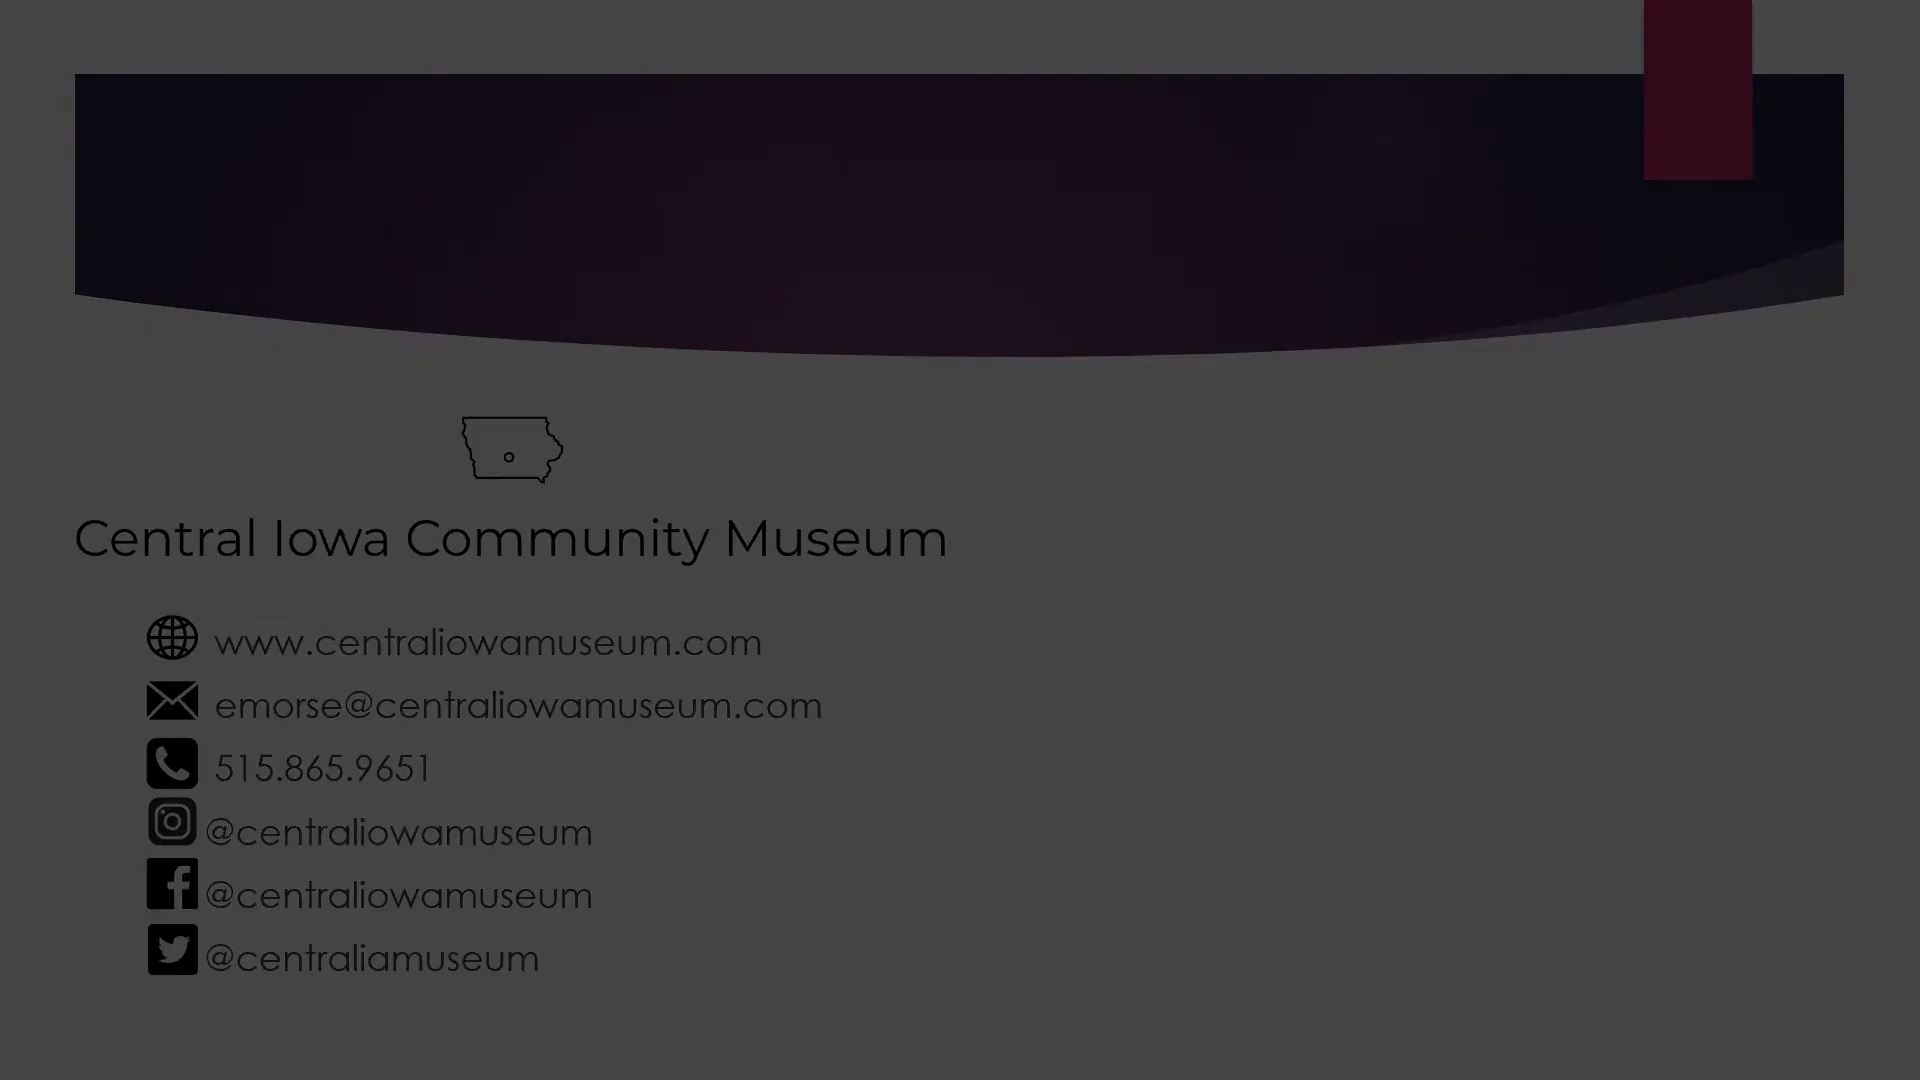 Central Iowa Community Museum
www.centraliowamuseum.com
emorse@centraliowamuseum.com
515.865.9651
@centraliowamuseum
@centraliowamuseum
@centraliamuseum